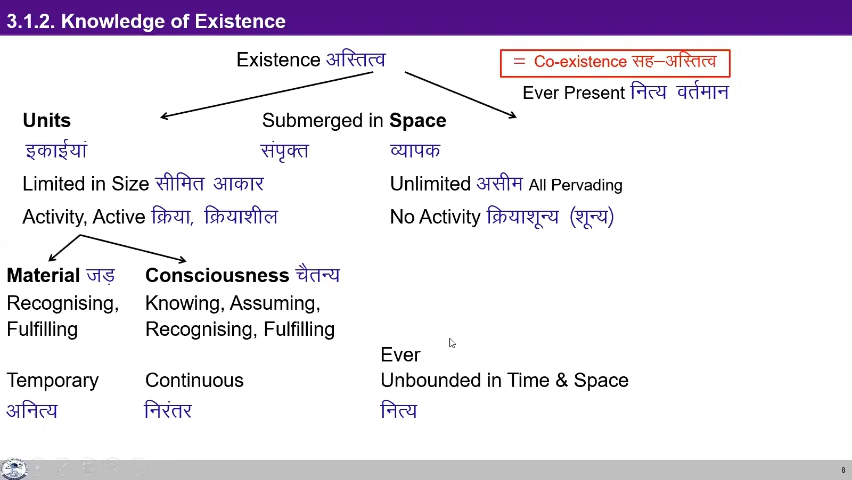 3.1.2. Knowledge of Existence
Existence अस्तित्व
= Co-existence सह–अस्तित्व
Ever Present नित्य वर्तमान
Units Submerged in Space
इकाईयां संपृक्त व्यापक
Limited in Size सीमित आकार Unlimited असीम All Pervading
Activity, Active क्रिया, क्रियाशील No Activity क्रियाशून्य (शून्य)
Material जड़ Consciousness चैतन्य
Recognising, Knowing, Assuming,
Fulfilling Recognising, Fulfilling
Ever
Temporary Continuous Unbounded in Time & Space
अनित्य निरंतर नित्य
8